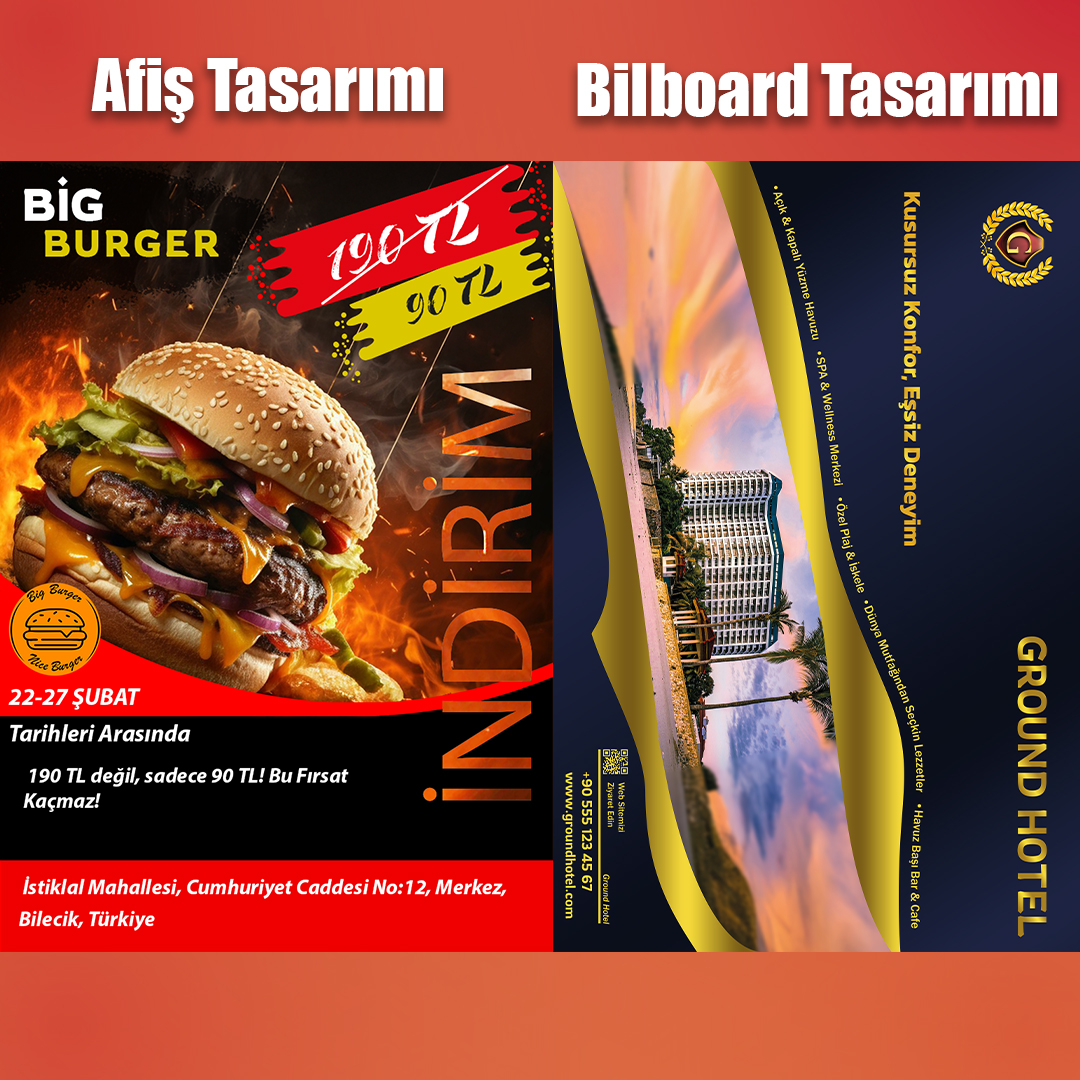 Afiş Tasarımı
Bilboard Tasarımı
BİG
BURGER
190 TL
90 TL
İNDİRİM
Big Burger
Nice Burger
22-27 ŞUBAT
Tarihleri Arasında
190 TL değil, sadece 90 TL! Bu Fırsat
Kaçmaz!
İstiklal Mahallesi, Cumhuriyet Caddesi No:12, Merkez,
Bilecik, Türkiye
G
GROUND HOTEL
Kusursuz Konfor, Eşsiz Deneyim
• Açık & Kapalı Yüzme Havuzu • SPA & Wellness Merkezi • Özel Plaj & İskele • Dünya Mutfağından Seçkin Lezzetler • Havuz Başı Bar & Cafe
Web Sitemizi
Ziyaret Edin
Ground Hotel
+90 555 123 45 67
www.groundhotel.com